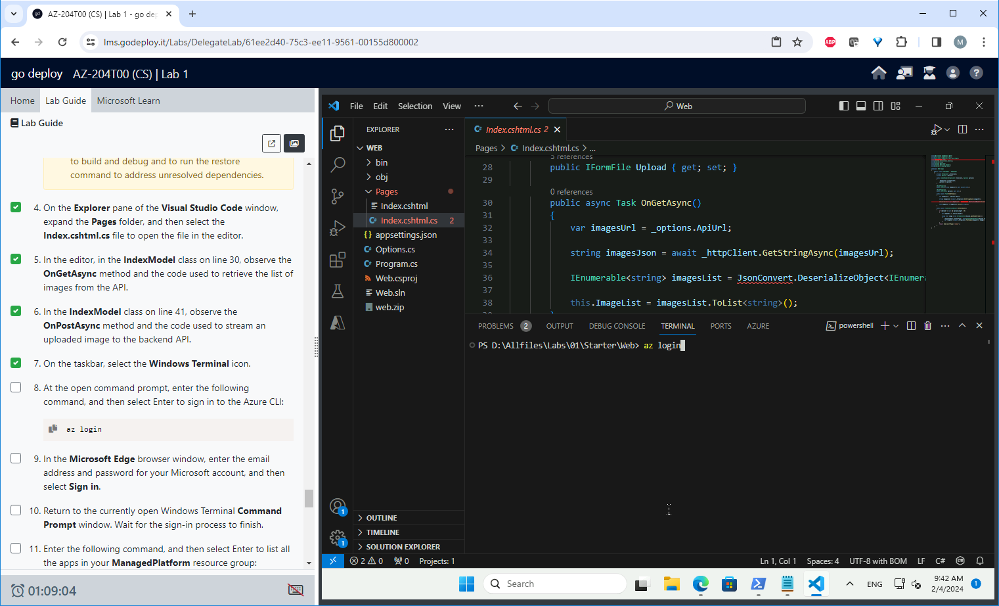 AZ-204T00 (CS) | Lab 1 - go dep
lms.godeploy.it/Labs/DelegateLab/61ee2d40-75c3-ee11-9561-00155d800002
ABP
M
go deploy AZ-204T00 (CS) | Lab 1
Home Lab Guide Microsoft Learn
Lab Guide
to build and debug and to run the restore
command to address unresolved dependencies.
4. On the Explorer pane of the Visual Studio Code window,
expand the Pages folder, and then select the
Index.cshtml.cs file to open the file in the editor.
5. In the editor, in the IndexModel class on line 30, observe the
OnGetAsync method and the code used to retrieve the list of
images from the API.
6. In the IndexModel class on line 41, observe the
OnPostAsync method and the code used to stream an
uploaded image to the backend API.
7. On the taskbar, select the Windows Terminal icon.
8. At the open command prompt, enter the following
command, and then select Enter to sign in to the Azure CLI:
az login
9. In the Microsoft Edge browser window, enter the email
address and password for your Microsoft account, and then
select Sign in.
10. Return to the currently open Windows Terminal Command
Prompt window. Wait for the sign-in process to finish.
11. Enter the following command, and then select Enter to list all
the apps in your ManagedPlatform resource group:
01:09:04
File Edit Selection View ··· Web
EXPLORER ···
WEB
bin
obj
Pages
Index.cshtml
Index.cshtml.cs 2
appsettings.json
Options.cs
Program.cs
Web.csproj
Web.sln
web.zip
OUTLINE
TIMELINE
SOLUTION EXPLORER
1
1
Index.cshtml.cs 2
Pages > Index.cshtml.cs > ...
5 references
28 public IFormFile Upload { get; set; }
29
0 references
30 public async Task OnGetAsync()
31 {
32 var imagesUrl = _options.ApiUrl;
33
34 string imagesJson = await _httpClient.GetStringAsync(imagesUrl);
35
36 IEnumerable<string> imagesList = JsonConvert.DeserializeObject<IEnumera
37
38 this.ImageList = imagesList.ToList<string>();
PROBLEMS 2 OUTPUT DEBUG CONSOLE TERMINAL PORTS AZURE powershell
PS D:\Allfiles\Labs\01\Starter\Web> az login
2 0 0 Projects: 1 Ln 1, Col 1 Spaces: 4 UTF-8 with BOM LF C#
Search ENG 9:42 AM
2/4/2024 1